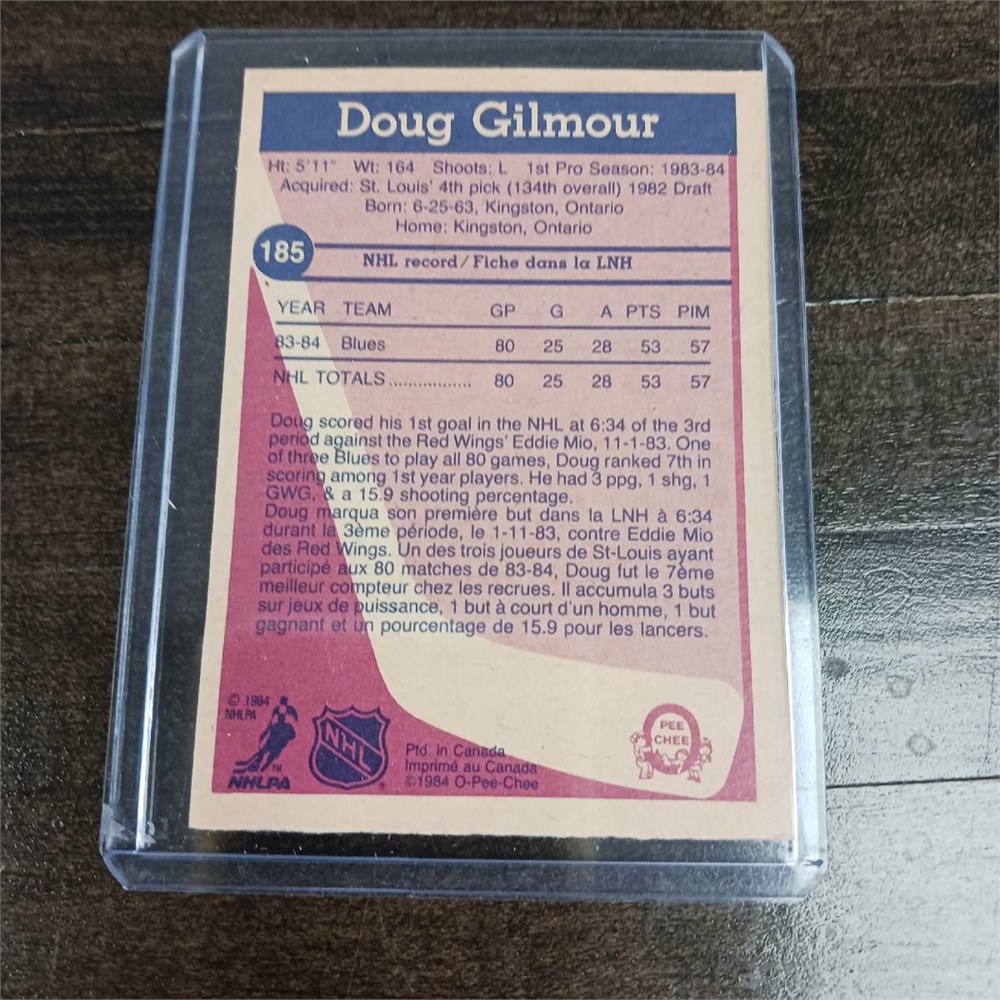 Doug Gilmour
Ht: 5'11" Wt: 164 Shoots: L 1st Pro Season: 1983-84
Acquired: St. Louis' 4th pick (134th overall) 1982 Draft
Born: 6-25-63, Kingston, Ontario
Home: Kingston, Ontario
185
NHL record/Fiche dans la LNH
YEAR TEAM GP G A PTS PIM
83-84 Blues 80 25 28 53 57
NHL TOTALS................. 80 25 28 53 57
Doug scored his 1st goal in the NHL at 6:34 of the 3rd
period against the Red Wings' Eddie Mio, 11-1-83. One
of three Blues to play all 80 games, Doug ranked 7th in
scoring among 1st year players. He had 3 ppg, 1 shg, 1
GWG, & a 15.9 shooting percentage.
Doug marqua son première but dans la LNH à 6:34
durant la 3ème période, le 1-11-83, contre Eddie Mio
des Red Wings. Un des trois joueurs de St-Louis ayant
participé aux 80 matches de 83-84, Doug fut le 7ème
meilleur compteur chez les recrues. Il accumula 3 buts
sur jeux de puissance, 1 but à court d'un homme, 1 but
gagnant et un pourcentage de 15.9 pour les lancers.
© 1984
NHLPA
TM
NHLPA
NHL
Ptd. in Canada
Imprimé au Canada
©1984 O-Pee-Chee
PEE
CHEE